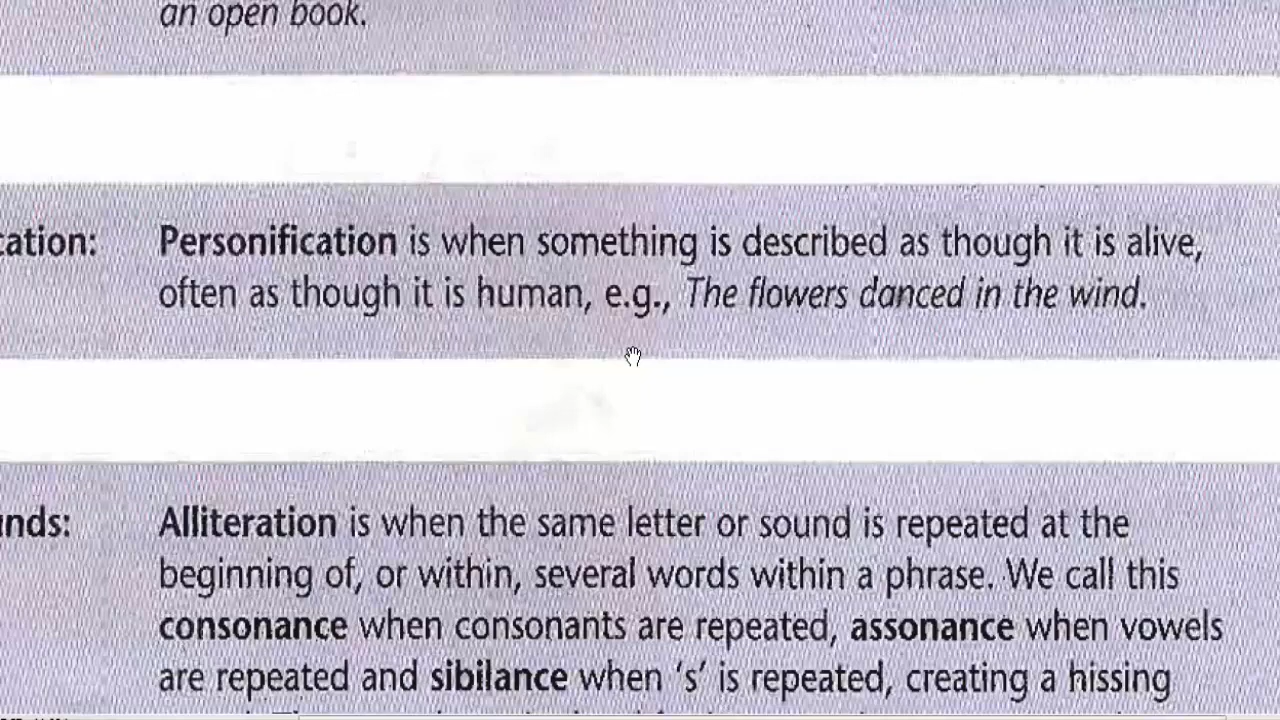 an open book.
cation: Personification is when something is described as though it is alive,
often as though it is human, e.g., The flowers danced in the wind.
unds: Alliteration is when the same letter or sound is repeated at the
beginning of, or within, several words within a phrase. We call this
consonance when consonants are repeated, assonance when vowels
are repeated and sibilance when 's' is repeated, creating a hissing